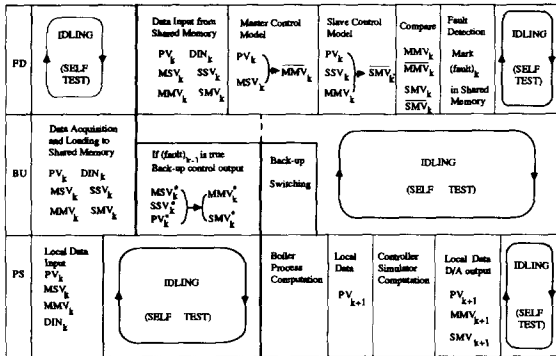 FD
IDLING
(SELF TEST)
Data Input from
Shared Memory
PVk DINk
MSVk SSVk
MMVk SMVk
Master Control
Model
PVk
MSVk
MMVk
Slave Control
Model
PVk
SSVk
MMVk
SMVk
Compare
MMVk
MMVk
SMVk
SMVk
Fault
Detection
Mark
(fault)k
in Shared
Memory
IDLING
(SELF
TEST)
BU
Data Acquisition
and Loading to
Shared Memory
PVk DINk
MSVk SSVk
MMVk SMVk
If (fault)k-1 is true
Back-up control output
MSVk*
SSVk*
PVk*
MMVk*
SMVk*
Back-up
Switching
IDLING
(SELF TEST)
PS
Local Data
Input
PVk
MSVk
MMVk
DINk
IDLING
(SELF TEST)
Boiler
Process
Computation
Local
Data
PVk+1
Controller
Simulator
Computation
Local Data
D/A output
PVk+1
MMVk+1
SMVk+1
IDLING
(SELF
TEST)